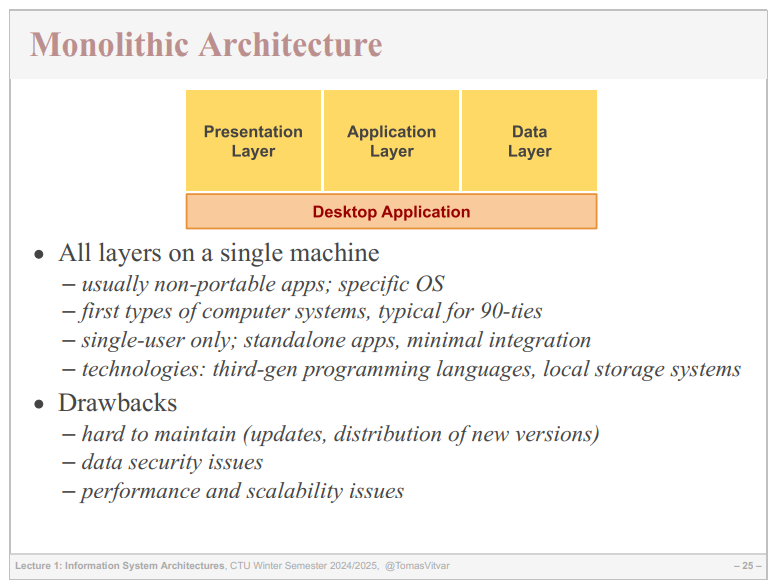 Monolithic Architecture
Presentation
Layer
Application
Layer
Data
Layer
Desktop Application
• All layers on a single machine
– usually non-portable apps; specific OS
– first types of computer systems, typical for 90-ties
– single-user only; standalone apps, minimal integration
– technologies: third-gen programming languages, local storage systems
• Drawbacks
– hard to maintain (updates, distribution of new versions)
– data security issues
– performance and scalability issues
Lecture 1: Information System Architectures, CTU Winter Semester 2024/2025, @TomasVitvar
– 25 –